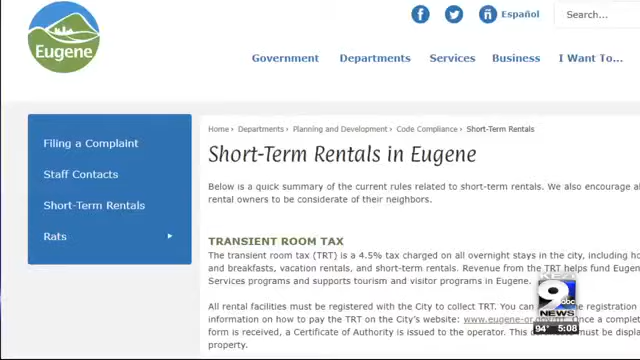 Eugene
Español
Search...
Government Departments Services Business I Want To...
Filing a Complaint
Staff Contacts
Short-Term Rentals
Rats
Home › Departments › Planning and Development › Code Compliance › Short-Term Rentals
Short-Term Rentals in Eugene
Below is a quick summary of the current rules related to short-term rentals. We also encourage
rental owners to be considerate of their neighbors.
TRANSIENT ROOM TAX
The transient room tax (TRT) is a 4.5% tax charged on all overnight stays in the city, including
and breakfasts, vacation rentals, and short-term rentals. Revenue from the TRT helps fund
Services programs and supports tourism and visitor programs in Eugene.
All rental facilities must be registered with the City to collect TRT. You can registration
information on how to pay the TRT on the City's website: Once a
form is received, a Certificate of Authority is issued to the operator. This must be
property.
KEZI
9 abc
NEWS
94° 5:08